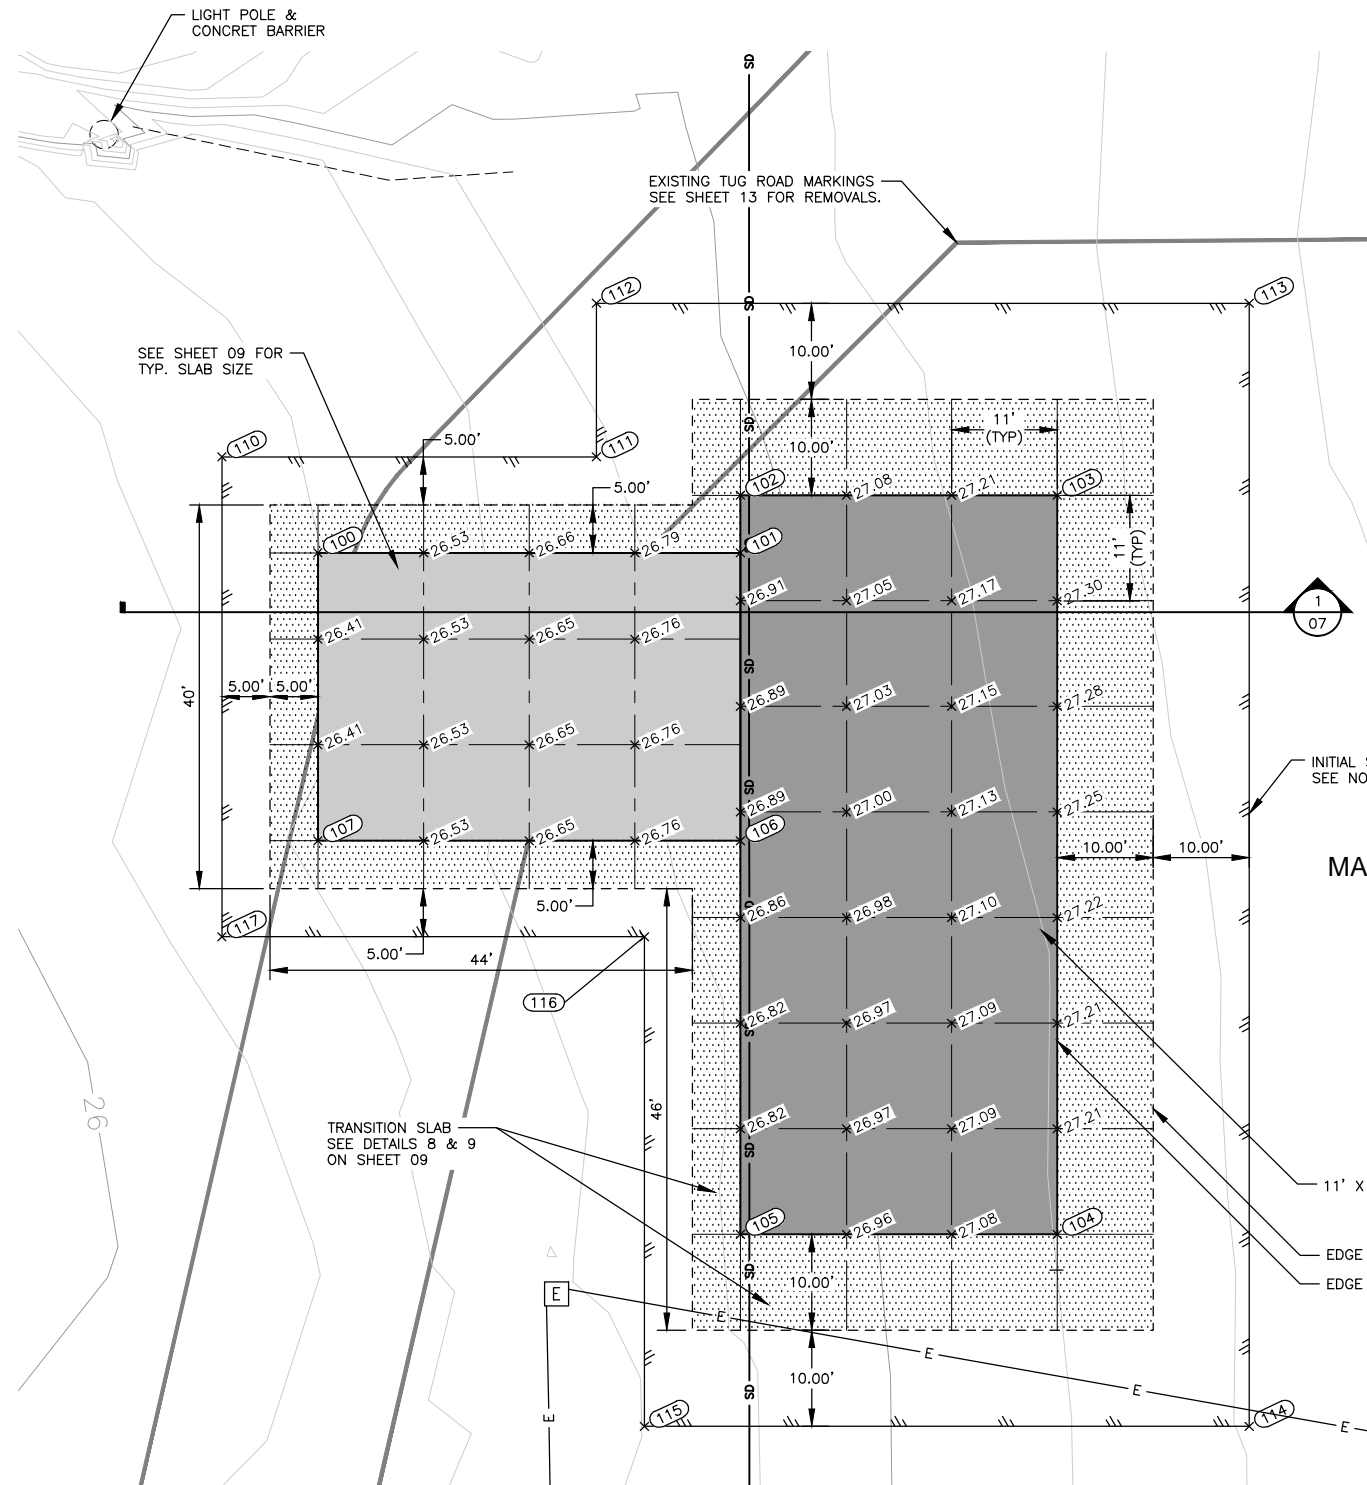 LIGHT POLE &
CONCRET BARRIER
SD
EXISTING TUG ROAD MARKINGS
SEE SHEET 13 FOR REMOVALS.
112
SD
113
SEE SHEET 09 FOR
TYP. SLAB SIZE
10.00'
110
5.00'
111
SD
10.00'
11'
(TYP)
5.00'
102
27.08
27.21
103
100
26.53
26.66
26.79
101
11'
(TYP)
26.91
27.05
27.17
27.30
1
07
26.41
26.53
26.65
26.76
SD
40'
5.00'
5.00'
26.89
27.03
27.15
27.28
26.41
26.53
26.65
26.76
INITIAL
SEE NO
SD
26.89
27.00
27.13
27.25
107
26.53
26.65
26.76
106
10.00'
10.00'
MA
5.00'
26.86
26.98
27.10
27.22
117
5.00'
44'
116
26.82
26.97
27.09
27.21
26
46'
TRANSITION SLAB
SEE DETAILS 8 & 9
ON SHEET 09
26.82
26.97
27.09
27.21
SD
11' X
105
26.96
27.08
104
EDGE
SD
10.00'
EDGE
E
E
E
10.00'
SD
E
115
E
114
E